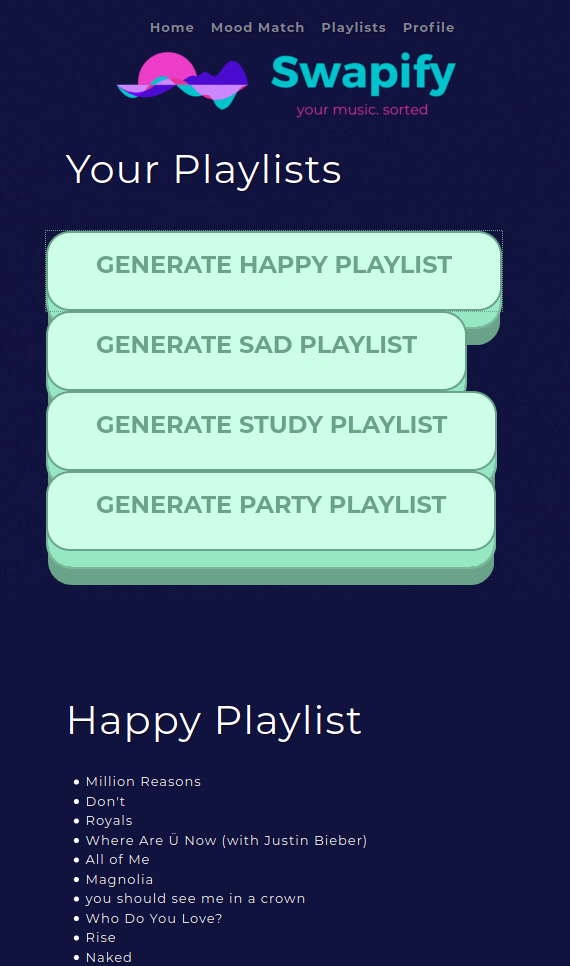 Home Mood Match Playlists Profile
Swapify
your music. sorted
Your Playlists
GENERATE HAPPY PLAYLIST
GENERATE SAD PLAYLIST
GENERATE STUDY PLAYLIST
GENERATE PARTY PLAYLIST
Happy Playlist
Million Reasons
Don't
Royals
Where Are Ü Now (with Justin Bieber)
All of Me
Magnolia
you should see me in a crown
Who Do You Love?
Rise
Naked